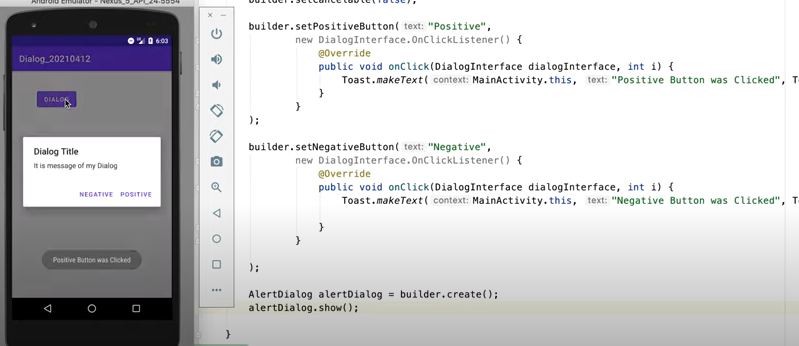 Android Emulator - Nexus_5_API_24:5554
6:03
Dialog_20210412
DIALOG
Dialog Title
It is message of my Dialog
NEGATIVE POSITIVE
Positive Button was Clicked
builder.setCancelable(false);
builder.setPositiveButton( text: "Positive",
new DialogInterface.OnClickListener() {
@Override
public void onClick(DialogInterface dialogInterface, int i) {
Toast.makeText( context: MainActivity.this, text: "Positive Button was Clicked", T
}
}
);
builder.setNegativeButton( text: "Negative",
new DialogInterface.OnClickListener() {
@Override
public void onClick(DialogInterface dialogInterface, int i) {
Toast.makeText( context: MainActivity.this, text: "Negative Button was Clicked", T
}
}
);
AlertDialog alertDialog = builder.create();
alertDialog.show();
}